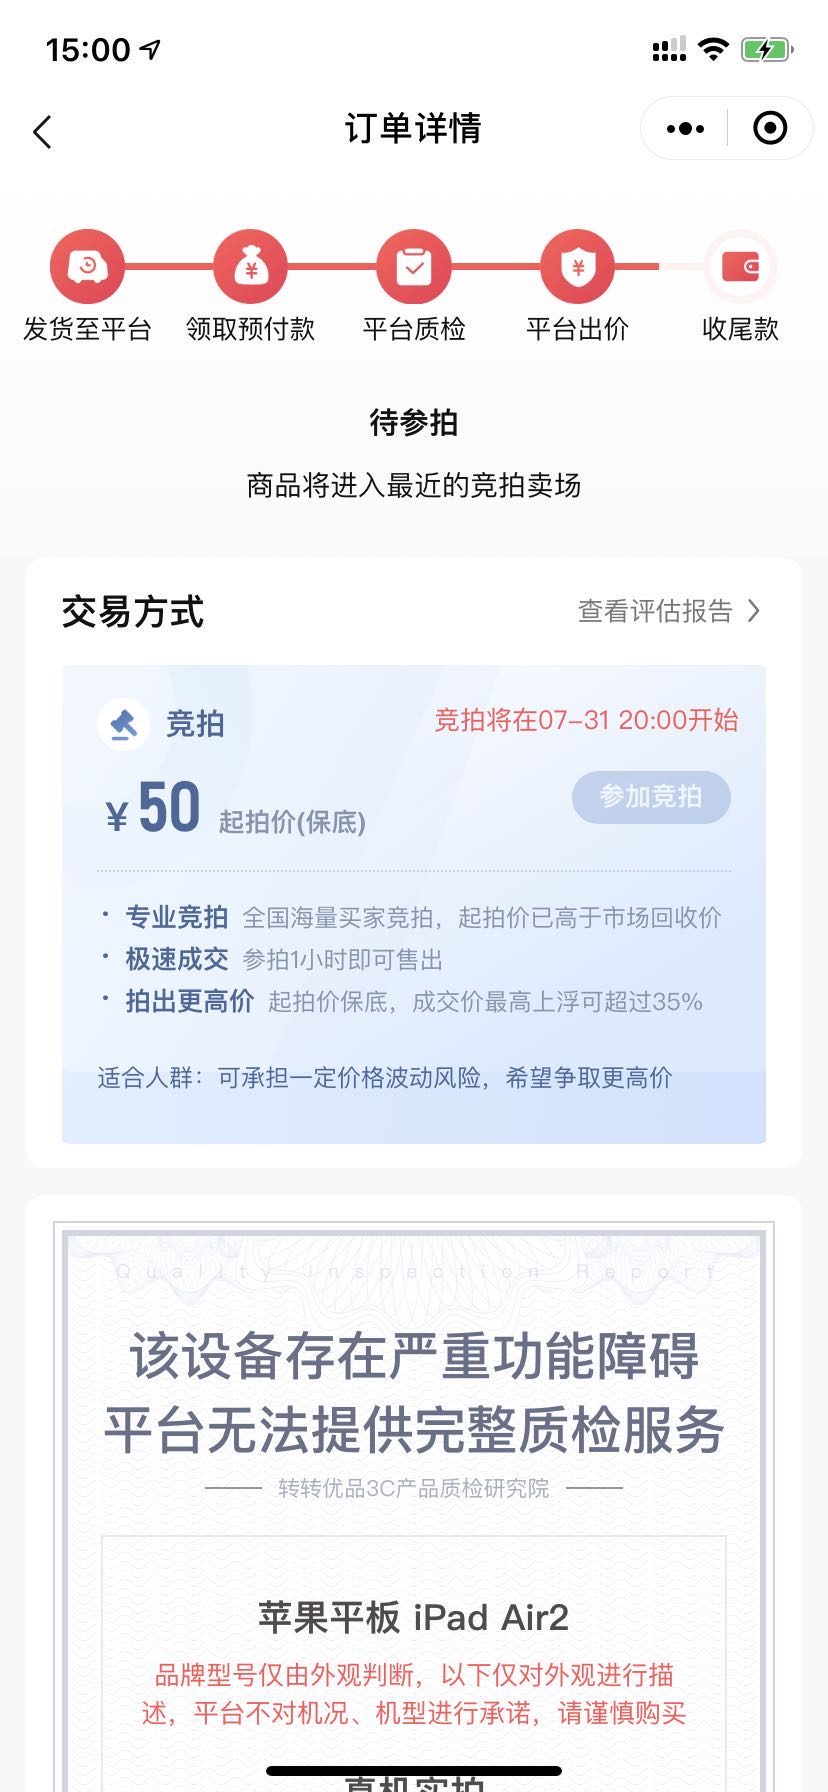 15:00
订单详情
发货至平台 领取预付款 平台质检 平台出价 收尾款
待参拍
商品将进入最近的竞拍卖场
交易方式 查看评估报告
竞拍 竞拍将在07-31 20:00开始
¥50 起拍价(保底) 参加竞拍
· 专业竞拍 全国海量买家竞拍，起拍价已高于市场回收价
· 极速成交 参拍1小时即可售出
· 拍出更高价 起拍价保底，成交价最高上浮可超过35%
适合人群：可承担一定价格波动风险，希望争取更高价
Quality Inspection Report
该设备存在严重功能障碍
平台无法提供完整质检服务
转转优品3C产品质检研究院
苹果平板 iPad Air2
品牌型号仅由外观判断，以下仅对外观进行描
述，平台不对机况、机型进行承诺，请谨慎购买
真机实拍